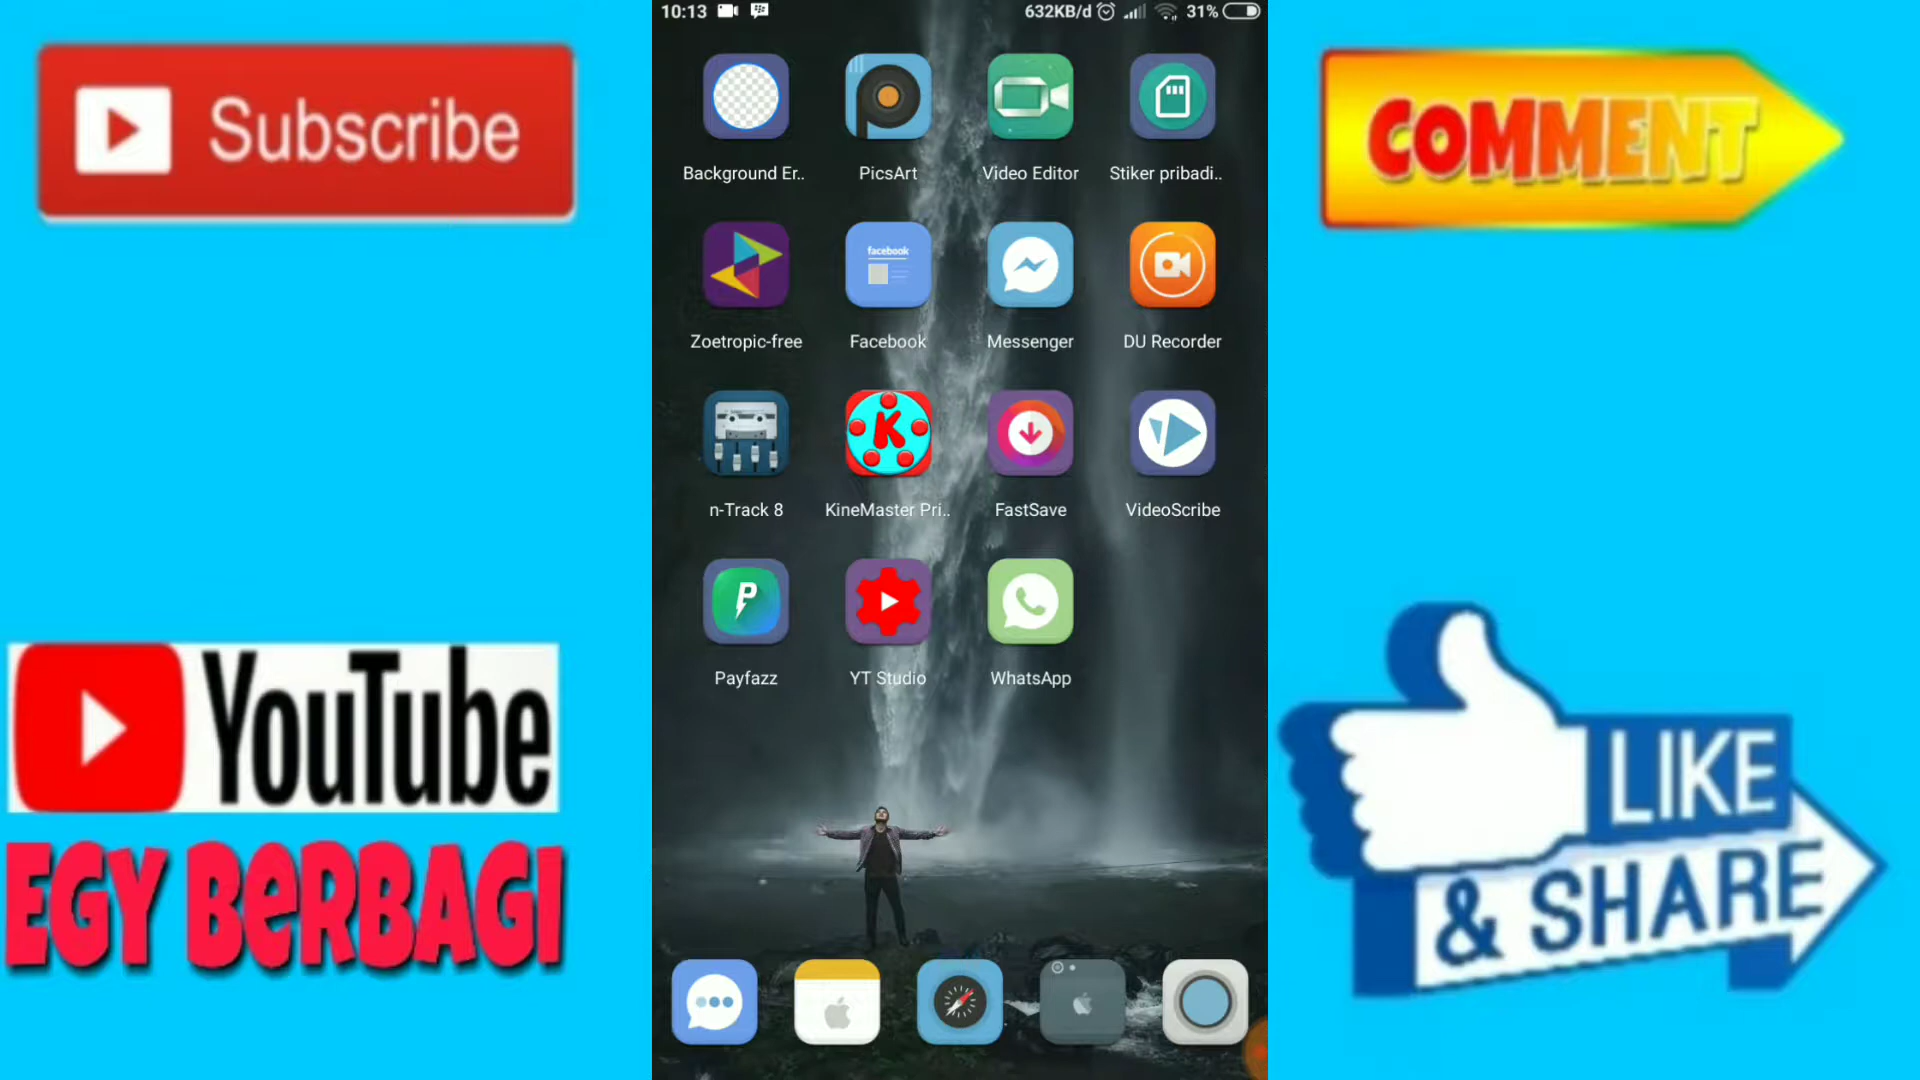 10:13
632KB/d
31%
Subscribe
COMMENT
Background Er..
PicsArt
Video Editor
Stiker pribadi..
facebook
Zoetropic-free
Facebook
Messenger
DU Recorder
K
n-Track 8
KineMaster Pri..
FastSave
VideoScribe
P
Payfazz
YT Studio
WhatsApp
YouTube
EGY BeRBAGI
LIKE
& SHARE